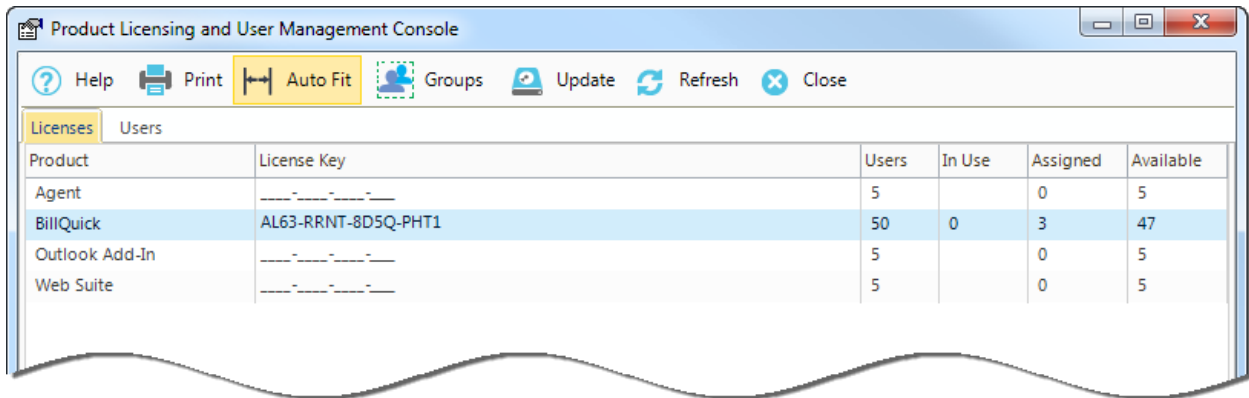 Product Licensing and User Management Console
Help Print Auto Fit Groups Update Refresh Close
Licenses Users
Product License Key Users In Use Assigned Available
Agent ____-____-____-___ 5 0 5
BillQuick AL63-RRNT-8D5Q-PHT1 50 0 3 47
Outlook Add-In ____-____-____-___ 5 0 5
Web Suite ____-____-____-___ 5 0 5